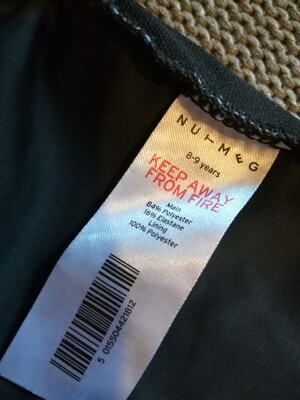 NUTMEG
8-9 years
KEEP AWAY
FROM FIRE
Main
84% Polyester
16% Elastane
Lining
100% Polyester
5 015504421812